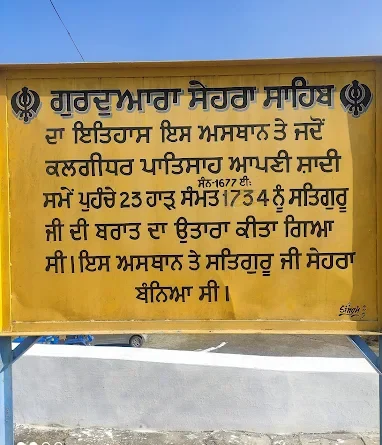 ਗੁਰਦੁਆਰਾ ਸੇਹਰਾ ਸਾਹਿਬ
ਦਾ ਇਤਿਹਾਸ ਇਸ ਅਸਥਾਨ ਤੇ ਜਦੋਂ
ਕਲਗੀਧਰ ਪਾਤਿਸਾਹ ਆਪਣੀ ਸ਼ਾਦੀ
ਸੰਨ-1677 ਈ:
ਸਮੇਂ ਪੁਹੰਚੇ 23 ਹਾੜ੍ਹ ਸੰਮਤ 1734 ਨੂੰ ਸਤਿਗੁਰੂ
ਜੀ ਦੀ ਬਰਾਤ ਦਾ ਉਤਾਰਾ ਕੀਤਾ ਗਿਆ
ਸੀ। ਇਸ ਅਸਥਾਨ ਤੇ ਸਤਿਗੁਰੂ ਜੀ ਸੇਹਰਾ
ਬੰਨਿਆ ਸੀ।
Singh